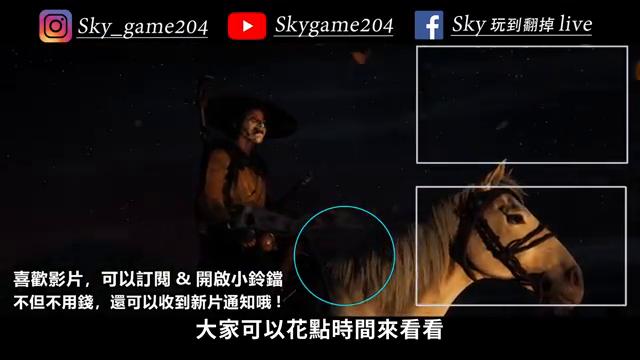 Sky_game204
Skygame204
Sky 玩到翻掉 live
喜歡影片，可以訂閱 & 開啟小鈴鐺
不但不用錢，還可以收到新片通知哦！
大家可以花點時間來看看